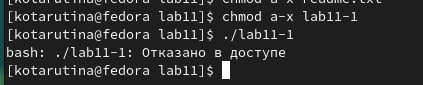 [kotarutina@fedora lab11]$ chmod a-x readme.txt
[kotarutina@fedora lab11]$ chmod a-x lab11-1
[kotarutina@fedora lab11]$ ./lab11-1
bash: ./lab11-1: Отказано в доступе
[kotarutina@fedora lab11]$